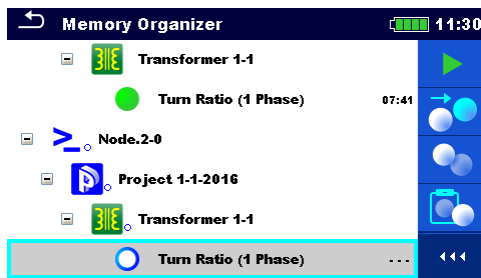 Memory Organizer 11:30
Transformer 1-1
Turn Ratio (1 Phase) 07:41
Node.2-0
Project 1-1-2016
Transformer 1-1
Turn Ratio (1 Phase) ---